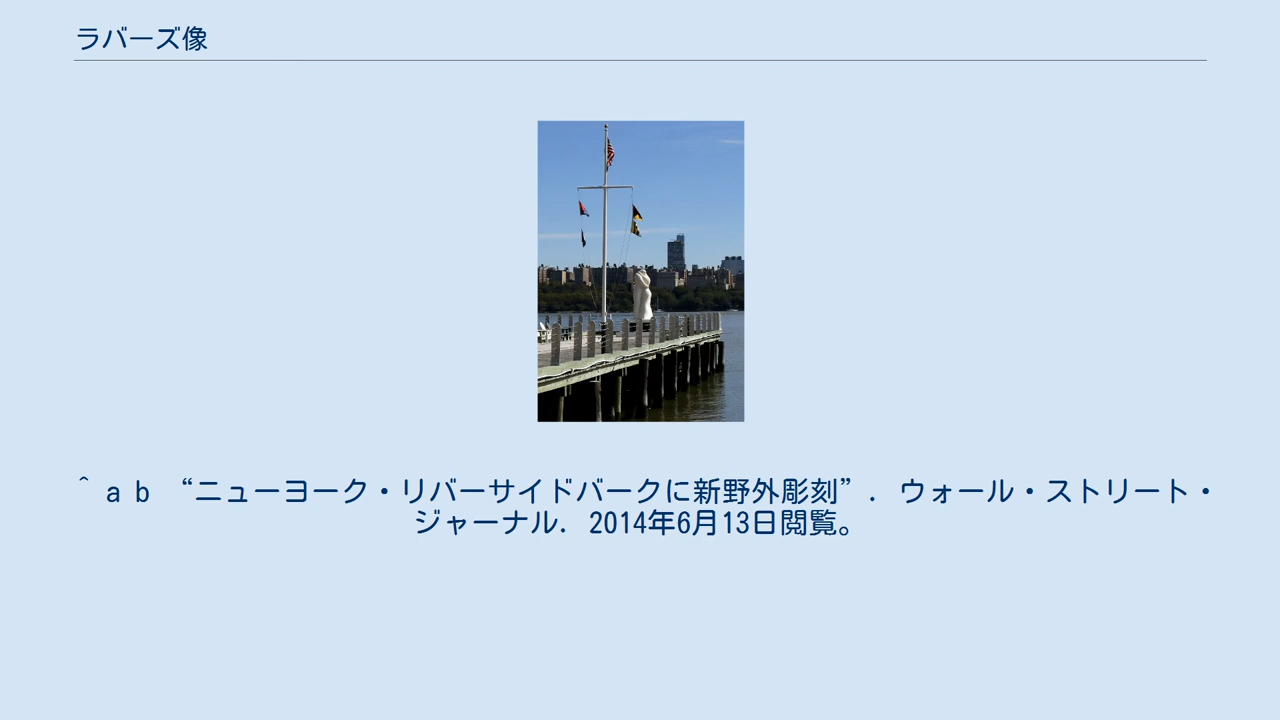 ラバーズ像
^ a b “ニューヨーク・リバーサイドパークに新野外彫刻”. ウォール・ストリート・
ジャーナル. 2014年6月13日閲覧。